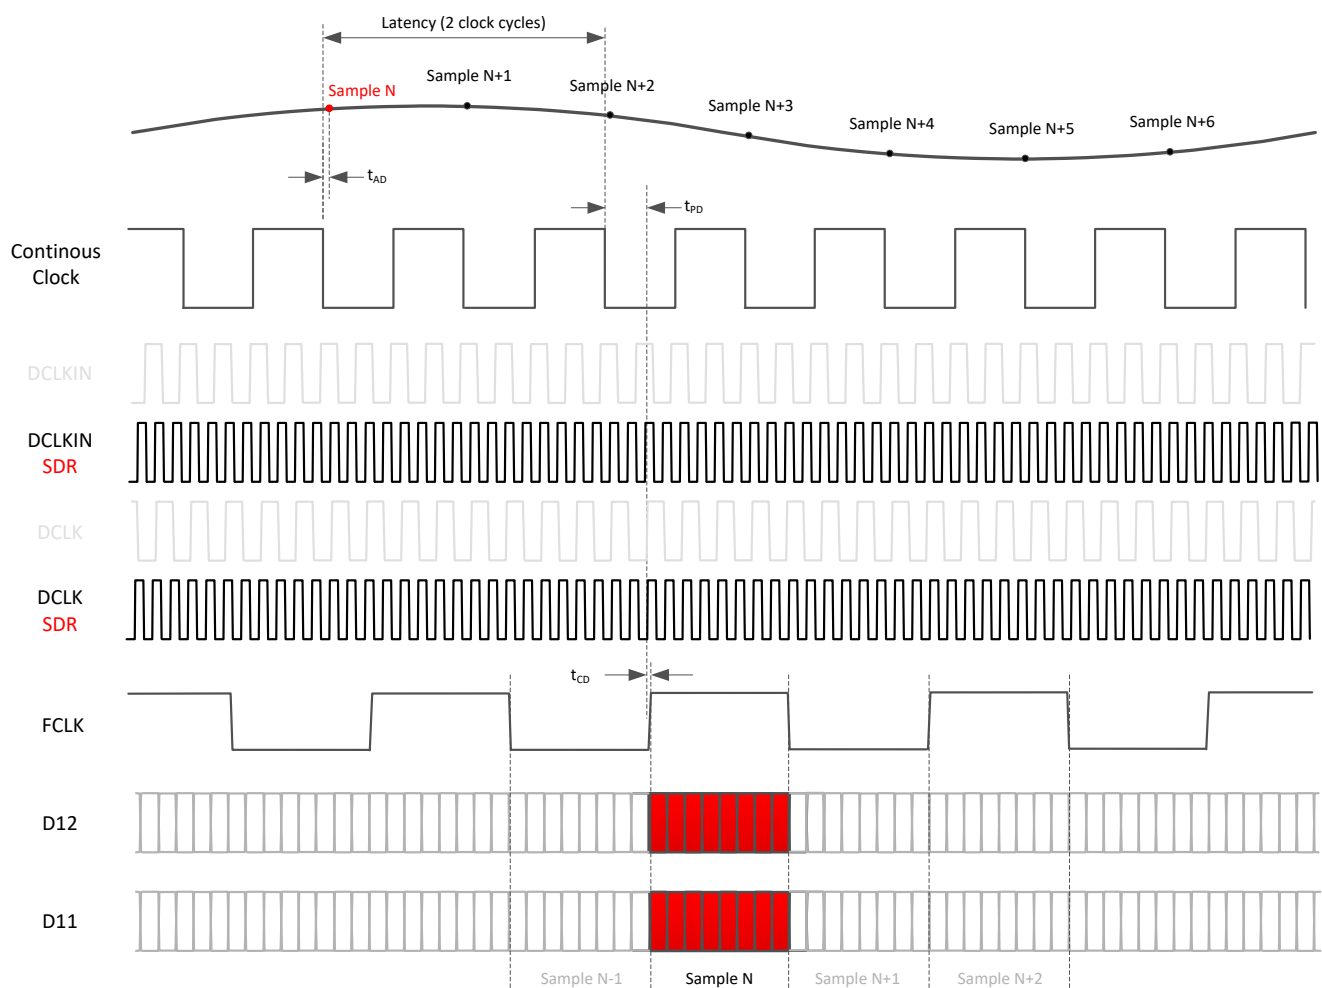 Latency (2 clock cycles)
Sample N
Sample N+1
Sample N+2
Sample N+3
Sample N+4
Sample N+5
Sample N+6
tAD
tPD
Continous
Clock
DCLKIN
DCLKIN
SDR
DCLK
DCLK
SDR
tCD
FCLK
D12
D11
Sample N-1
Sample N
Sample N+1
Sample N+2